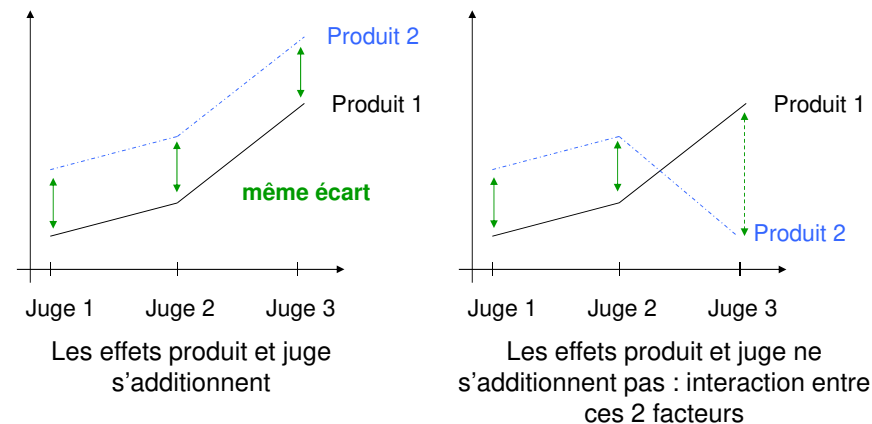 Produit 2
Produit 1
même écart
Juge 1
Juge 2
Juge 3
Les effets produit et juge
s'additionnent
Produit 1
Produit 2
Juge 1
Juge 2
Juge 3
Les effets produit et juge ne
s'additionnent pas : interaction entre
ces 2 facteurs